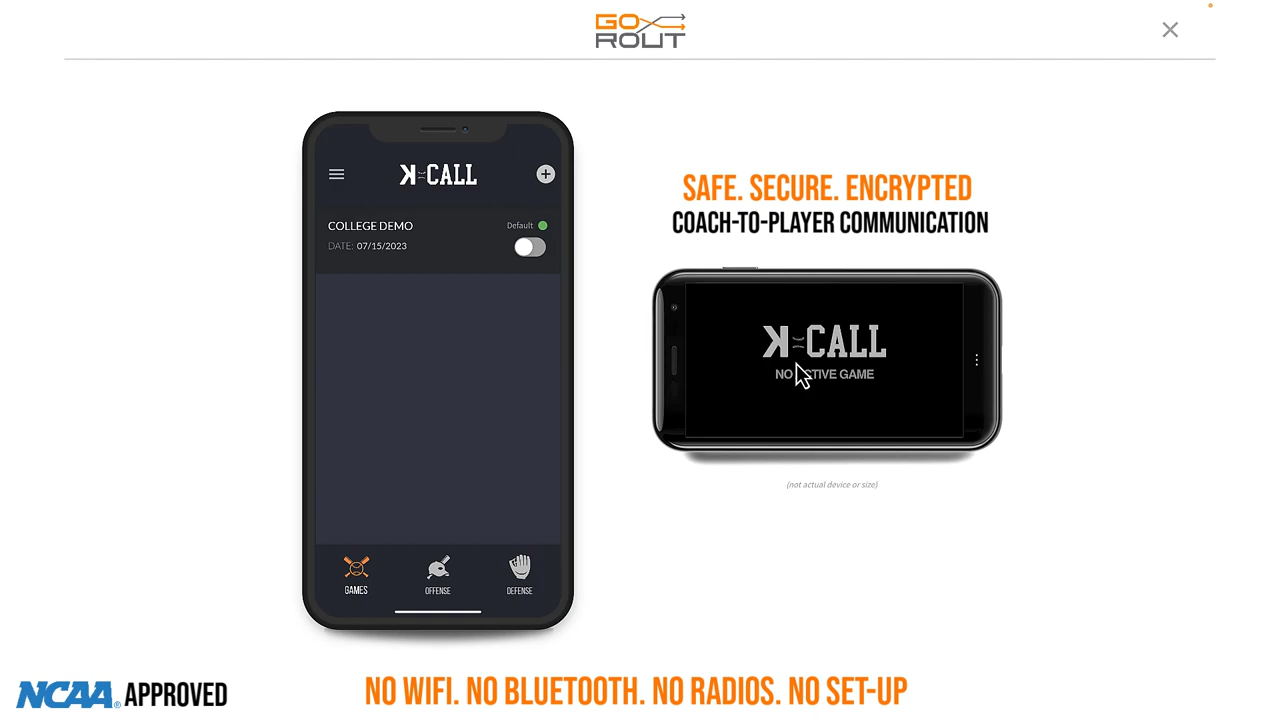 GO
ROUT
K-CALL
COLLEGE DEMO
Default
DATE: 07/15/2023
GAMES
OFFENSE
DEFENSE
SAFE. SECURE. ENCRYPTED
COACH-TO-PLAYER COMMUNICATION
K-CALL
NO ACTIVE GAME
(not actual device or size)
NCAA® APPROVED
NO WIFI. NO BLUETOOTH. NO RADIOS. NO SET-UP